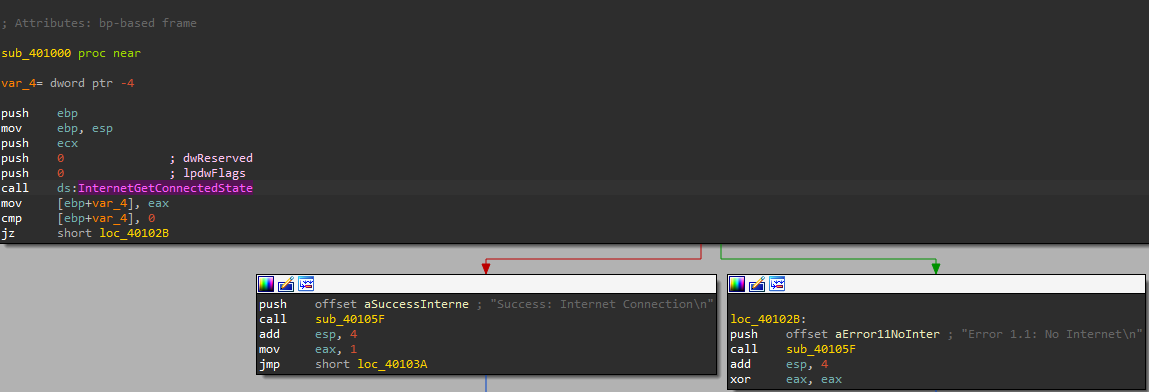 ; Attributes: bp-based frame
sub_401000 proc near
var_4= dword ptr -4
push ebp
mov ebp, esp
push ecx
push 0 ; dwReserved
push 0 ; lpdwFlags
call ds:InternetGetConnectedState
mov [ebp+var_4], eax
cmp [ebp+var_4], 0
jz short loc_40102B
push offset aSuccessInterne ; "Success: Internet Connection\n"
call sub_40105F
add esp, 4
mov eax, 1
jmp short loc_40103A
loc_40102B:
push offset aError11NoInter ; "Error 1.1: No Internet\n"
call sub_40105F
add esp, 4
xor eax, eax